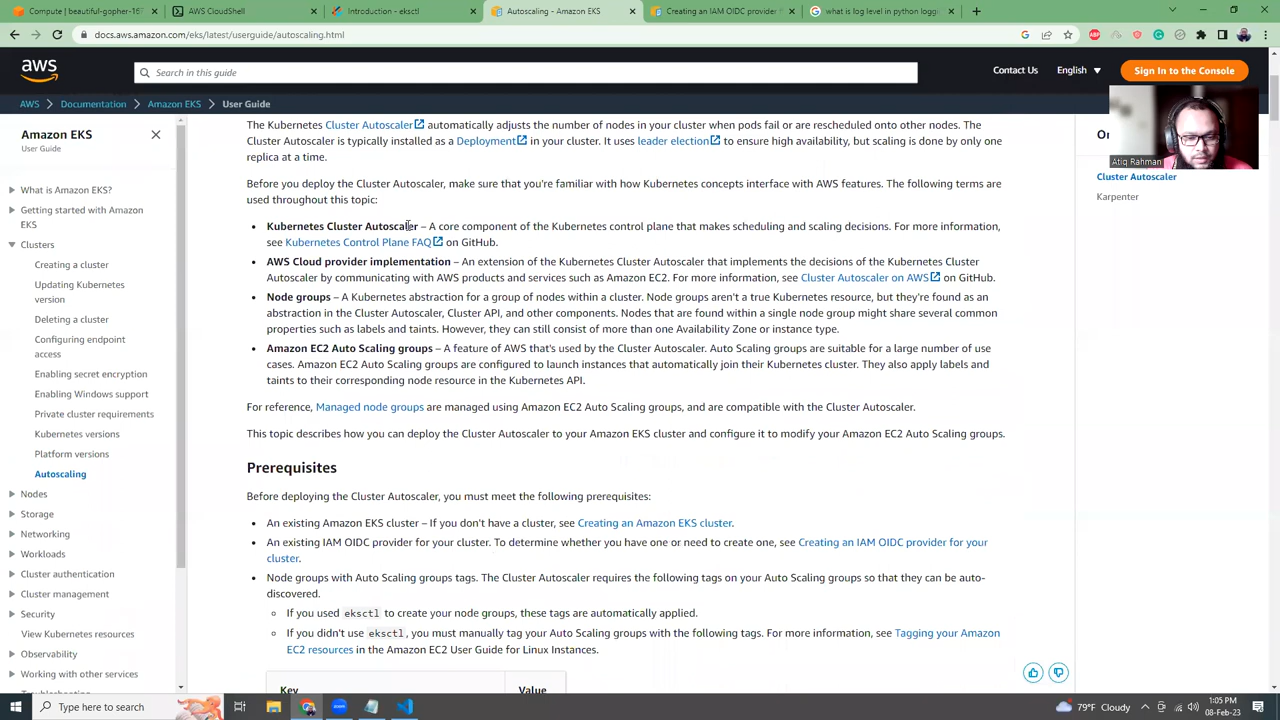 Amazon EKS | beautiful-gopher-16
AWS CloudShell
Introduction - eksctl
Autoscaling - Amazon EKS
Creating an IAM OIDC provider f
what is log level in python logg
docs.aws.amazon.com/eks/latest/userguide/autoscaling.html
aws
Search in this guide
Contact Us
English
Sign In to the Console
AWS
Documentation
Amazon EKS
User Guide
Amazon EKS
User Guide
What is Amazon EKS?
Getting started with Amazon
EKS
Clusters
Creating a cluster
Updating Kubernetes
version
Deleting a cluster
Configuring endpoint
access
Enabling secret encryption
Enabling Windows support
Private cluster requirements
Kubernetes versions
Platform versions
Autoscaling
Nodes
Storage
Networking
Workloads
Cluster authentication
Cluster management
Security
View Kubernetes resources
Observability
Working with other services
Troubleshooting
The Kubernetes Cluster Autoscaler automatically adjusts the number of nodes in your cluster when pods fail or are rescheduled onto other nodes. The
Cluster Autoscaler is typically installed as a Deployment in your cluster. It uses leader election to ensure high availability, but scaling is done by only one
replica at a time.
Before you deploy the Cluster Autoscaler, make sure that you're familiar with how Kubernetes concepts interface with AWS features. The following terms are
used throughout this topic:
• Kubernetes Cluster Autoscaler – A core component of the Kubernetes control plane that makes scheduling and scaling decisions. For more information,
see Kubernetes Control Plane FAQ on GitHub.
• AWS Cloud provider implementation – An extension of the Kubernetes Cluster Autoscaler that implements the decisions of the Kubernetes Cluster
Autoscaler by communicating with AWS products and services such as Amazon EC2. For more information, see Cluster Autoscaler on AWS on GitHub.
• Node groups – A Kubernetes abstraction for a group of nodes within a cluster. Node groups aren't a true Kubernetes resource, but they're found as an
abstraction in the Cluster Autoscaler, Cluster API, and other components. Nodes that are found within a single node group might share several common
properties such as labels and taints. However, they can still consist of more than one Availability Zone or instance type.
• Amazon EC2 Auto Scaling groups – A feature of AWS that's used by the Cluster Autoscaler. Auto Scaling groups are suitable for a large number of use
cases. Amazon EC2 Auto Scaling groups are configured to launch instances that automatically join their Kubernetes cluster. They also apply labels and
taints to their corresponding node resource in the Kubernetes API.
For reference, Managed node groups are managed using Amazon EC2 Auto Scaling groups, and are compatible with the Cluster Autoscaler.
This topic describes how you can deploy the Cluster Autoscaler to your Amazon EKS cluster and configure it to modify your Amazon EC2 Auto Scaling groups.
Prerequisites
Before deploying the Cluster Autoscaler, you must meet the following prerequisites:
• An existing Amazon EKS cluster – If you don't have a cluster, see Creating an Amazon EKS cluster.
• An existing IAM OIDC provider for your cluster. To determine whether you have one or need to create one, see Creating an IAM OIDC provider for your
cluster.
• Node groups with Auto Scaling groups tags. The Cluster Autoscaler requires the following tags on your Auto Scaling groups so that they can be auto-
discovered.
◦ If you used eksctl to create your node groups, these tags are automatically applied.
◦ If you didn't use eksctl, you must manually tag your Auto Scaling groups with the following tags. For more information, see Tagging your Amazon
EC2 resources in the Amazon EC2 User Guide for Linux Instances.
Key
Value
On
Atiq Rahman
Cluster Autoscaler
Karpenter
Type here to search
79°F Cloudy
1:05 PM
08-Feb-23